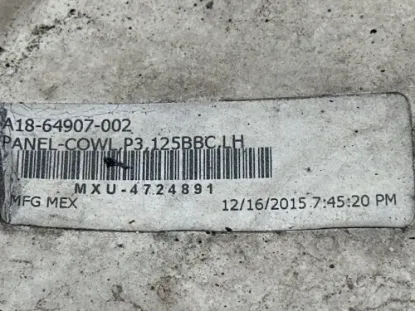 A18-64907-002
PANEL-COWL,P3,125BBC,LH
MXU-4724891
MFG MEX 12/16/2015 7:45:20 PM